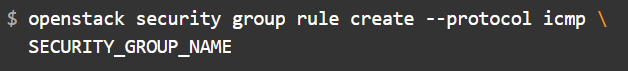 $ openstack security group rule create --protocol icmp \
SECURITY_GROUP_NAME